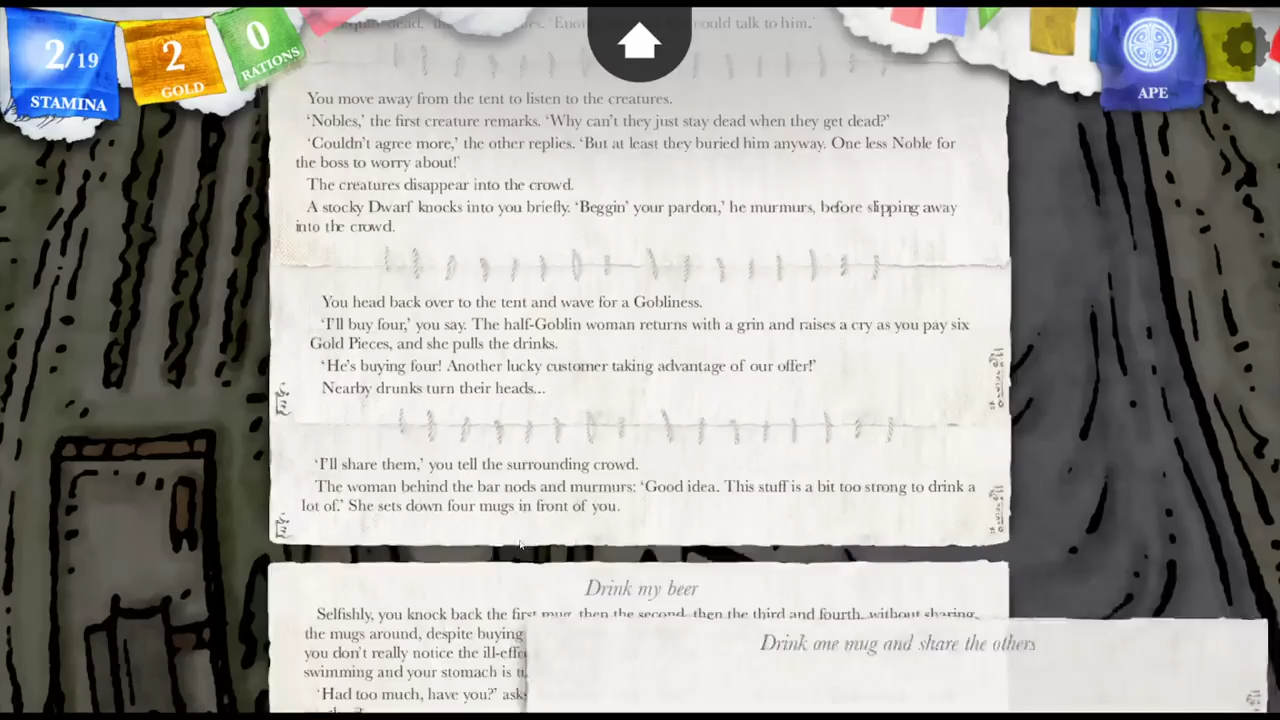 2/19
STAMINA
2
GOLD
0
RATIONS
APE
dead.
could talk to him.’
You move away from the tent to listen to the creatures.
‘Nobles,’ the first creature remarks. ‘Why can’t they just stay dead when they get dead?’
‘Couldn’t agree more,’ the other replies. ‘But at least they buried him anyway. One less Noble for
the boss to worry about!’
The creatures disappear into the crowd.
A stocky Dwarf knocks into you briefly. ‘Beggin’ your pardon,’ he murmurs, before slipping away
into the crowd.
You head back over to the tent and wave for a Gobliness.
‘I’ll buy four,’ you say. The half-Goblin woman returns with a grin and raises a cry as you pay six
Gold Pieces, and she pulls the drinks.
‘He’s buying four! Another lucky customer taking advantage of our offer!’
Nearby drunks turn their heads...
‘I’ll share them,’ you tell the surrounding crowd.
The woman behind the bar nods and murmurs: ‘Good idea. This stuff is a bit too strong to drink a
lot of.’ She sets down four mugs in front of you.
Drink my beer
Selfishly, you knock back the first mug, then the second, then the third and fourth, without sharing
the mugs around, despite buying
you don’t really notice the ill-effe
swimming and your stomach is
‘Had too much, have you?’ ask
Drink one mug and share the others